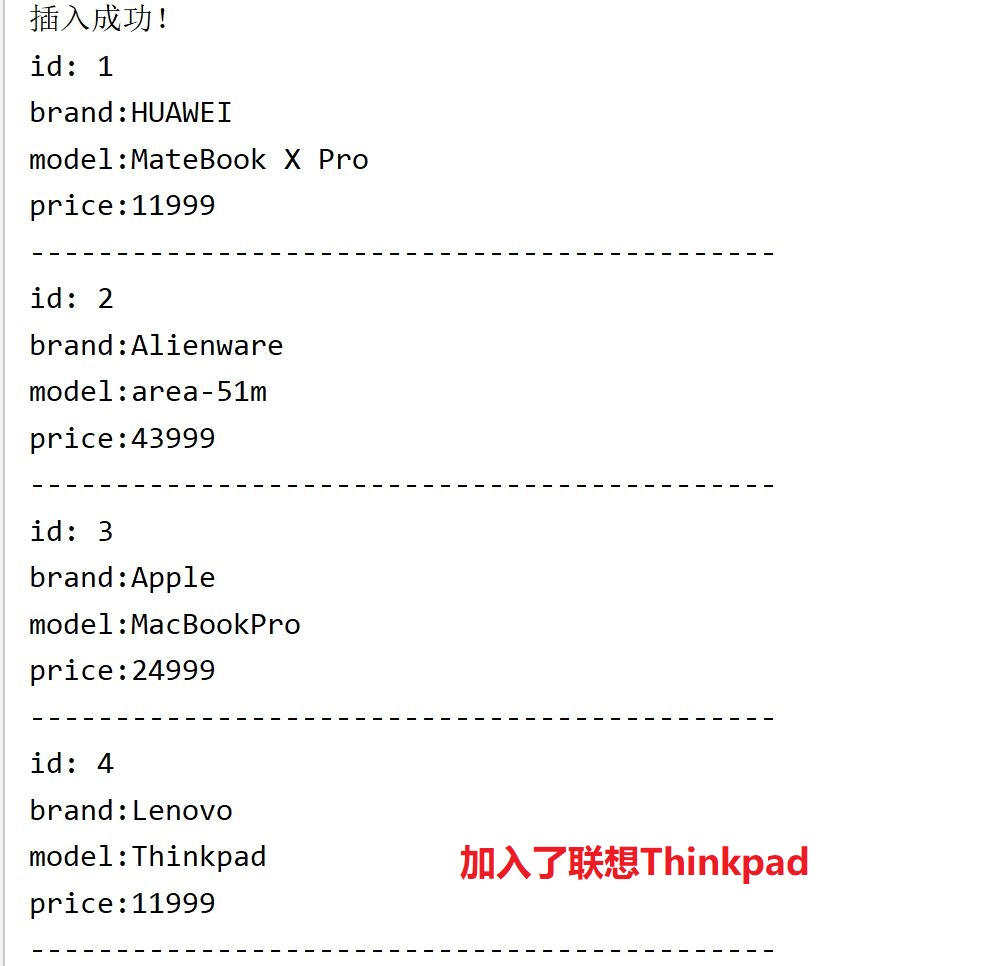 插入成功!
id: 1
brand:HUAWEI
model:MateBook X Pro
price:11999
--------------------------------------------
id: 2
brand:Alienware
model:area-51m
price:43999
--------------------------------------------
id: 3
brand:Apple
model:MacBookPro
price:24999
--------------------------------------------
id: 4
brand:Lenovo
model:Thinkpad 加入了联想Thinkpad
price:11999
--------------------------------------------